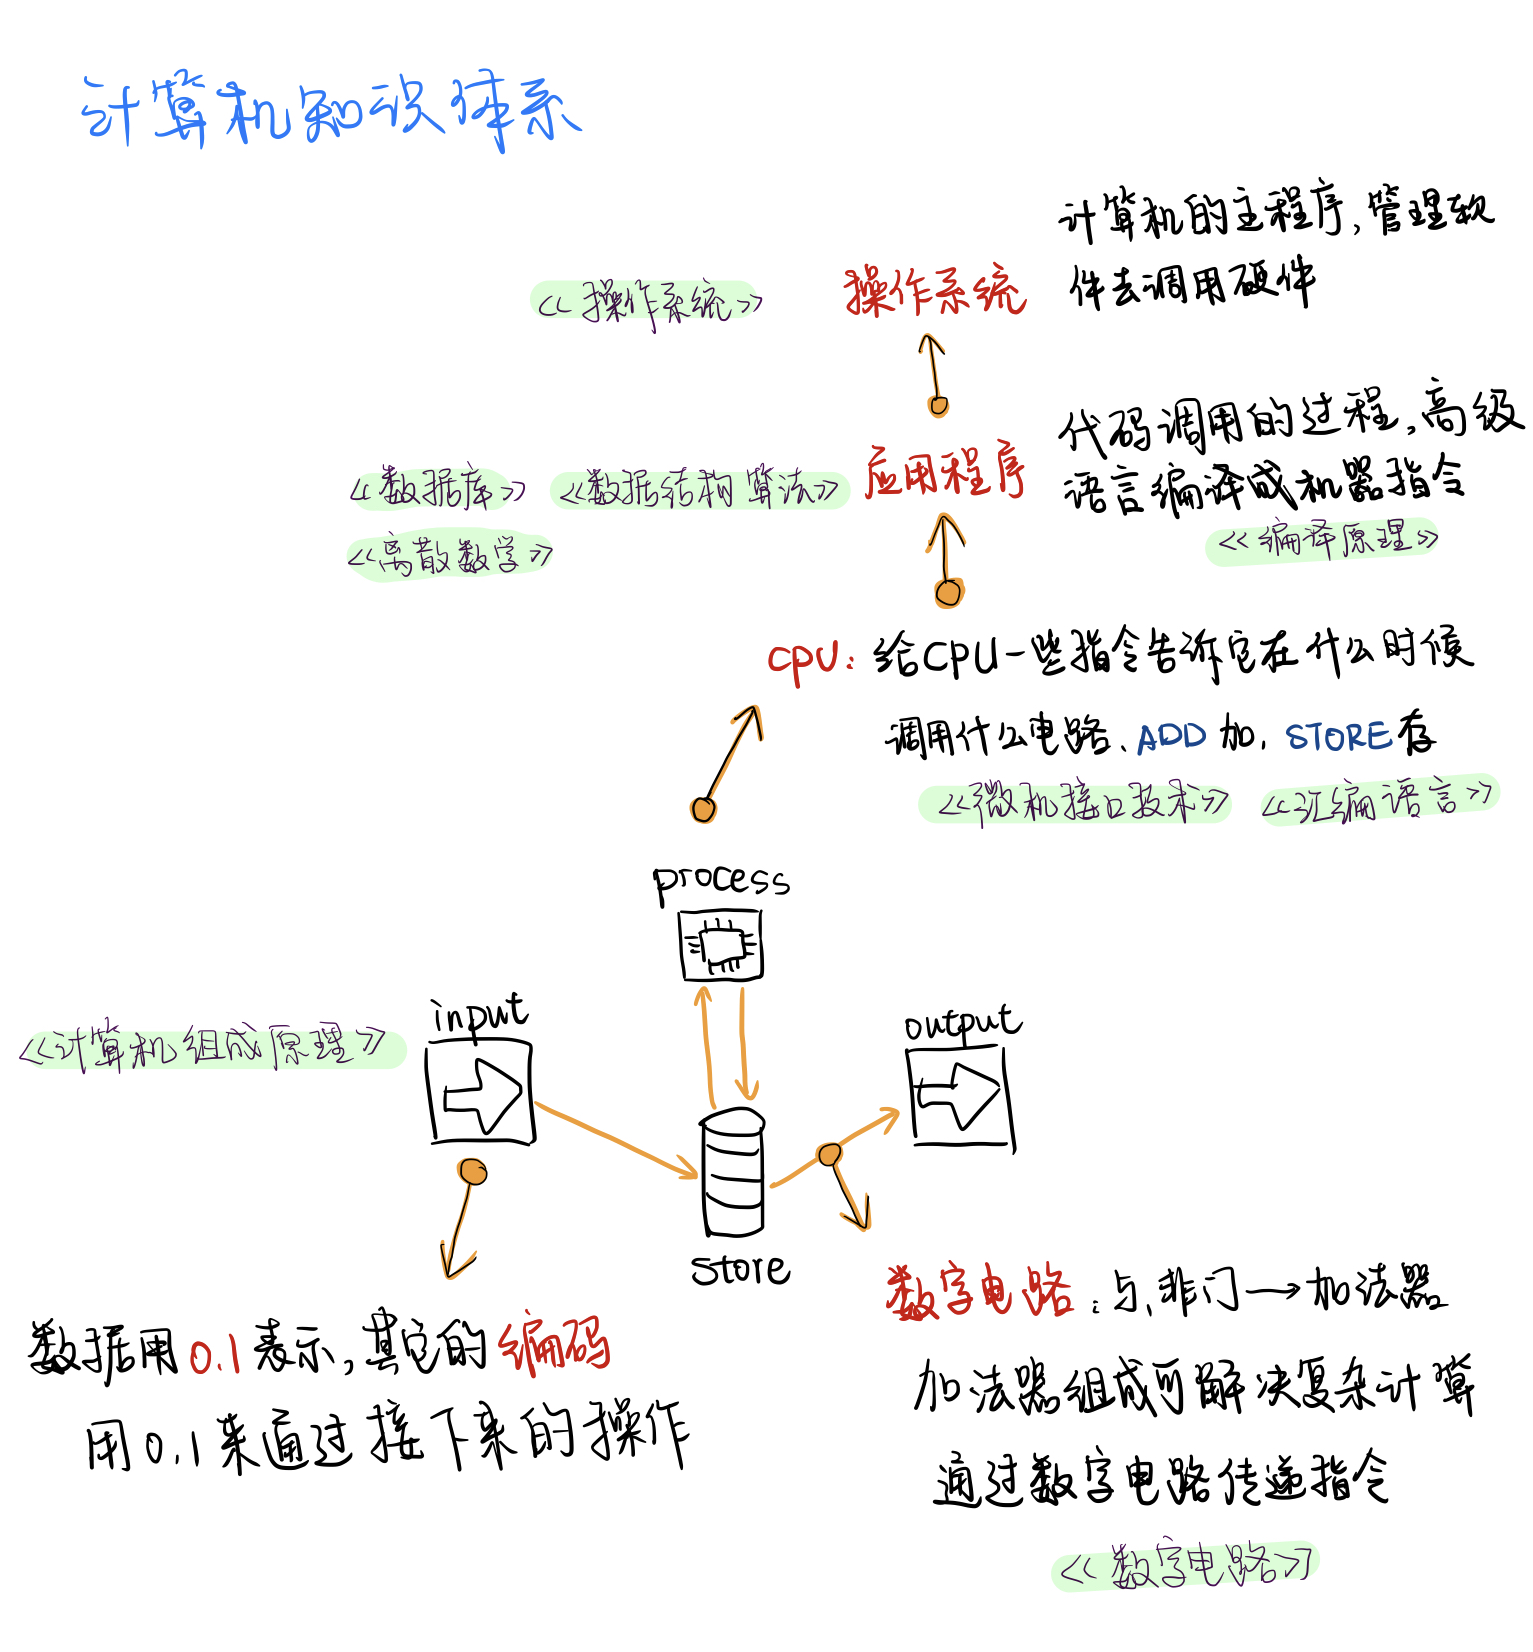 计算机知识体系
计算机的主程序,管理软
件去调用硬件
操作系统
<<操作系统>>
代码调用的过程,高级
语言编译成机器指令
应用程序
<<数据库>>
<<数据结构算法>>
<<离散数学>>
<<编译原理>>
CPU: 给CPU一些指令告诉它在什么时候
调用什么电路、ADD 加, STORE存
<<微机接口技术>>
<<汇编语言>>
process
input
output
<<计算机组成原理>>
store
数据用0.1表示,其它的编码
用0.1来通过接下来的操作
数字电路:与,非门→加法器
加法器组成可解决复杂计算
通过数字电路传递指令
<<数字电路>>